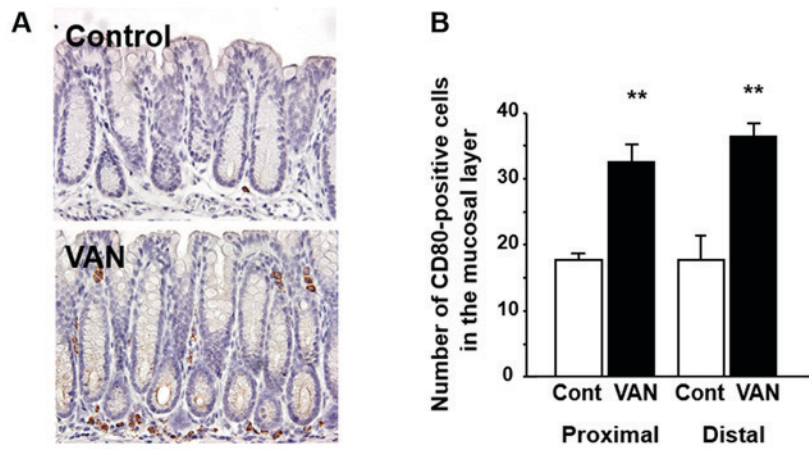 A
Control
VAN
B
Number of CD80-positive cells
in the mucosal layer
40
30
20
10
0
**
**
Cont VAN Cont VAN
Proximal Distal